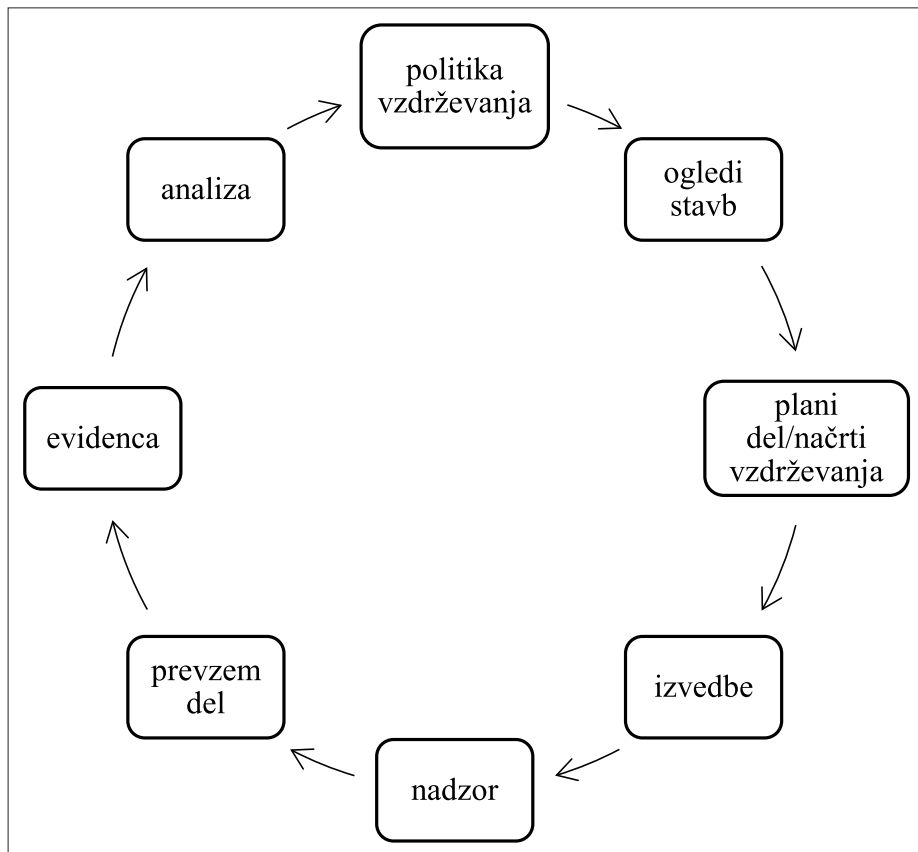 politika
vzdrževanja
ogledi
stavb
plani
del/načrti
vzdrževanja
izvedbe
nadzor
prevzem
del
evidenca
analiza